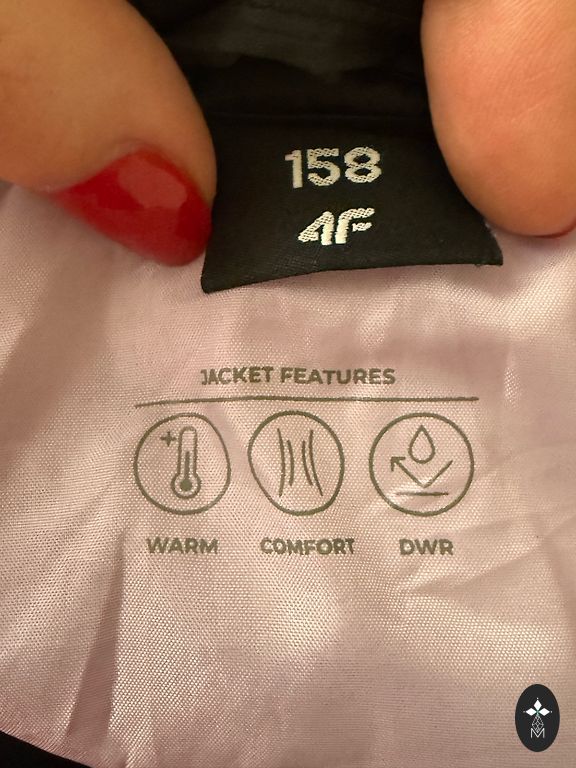 158
4F
JACKET FEATURES
WARM COMFORT DWR
M